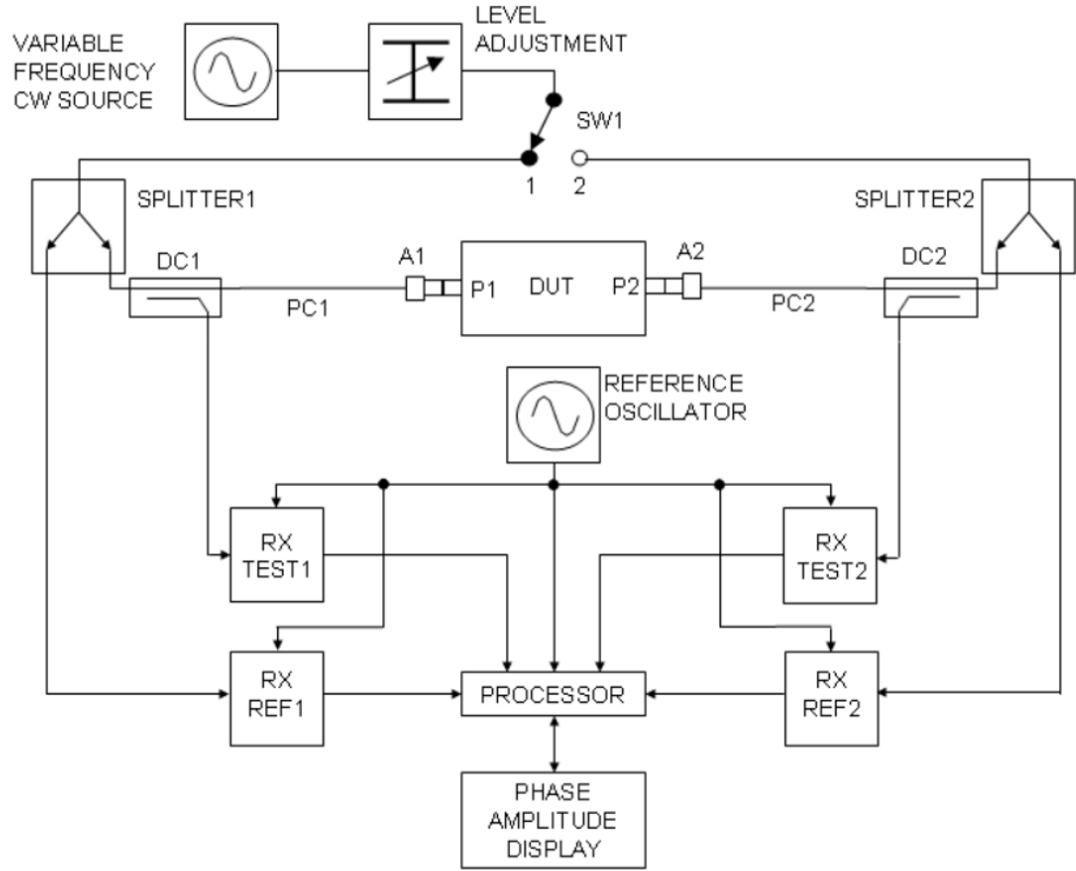 VARIABLE
FREQUENCY
CW SOURCE
LEVEL
ADJUSTMENT
SW1
1
2
SPLITTER1
SPLITTER2
DC1
A1
P1
DUT
P2
A2
DC2
PC1
PC2
REFERENCE
OSCILLATOR
RX
TEST1
RX
TEST2
RX
REF1
PROCESSOR
RX
REF2
PHASE
AMPLITUDE
DISPLAY